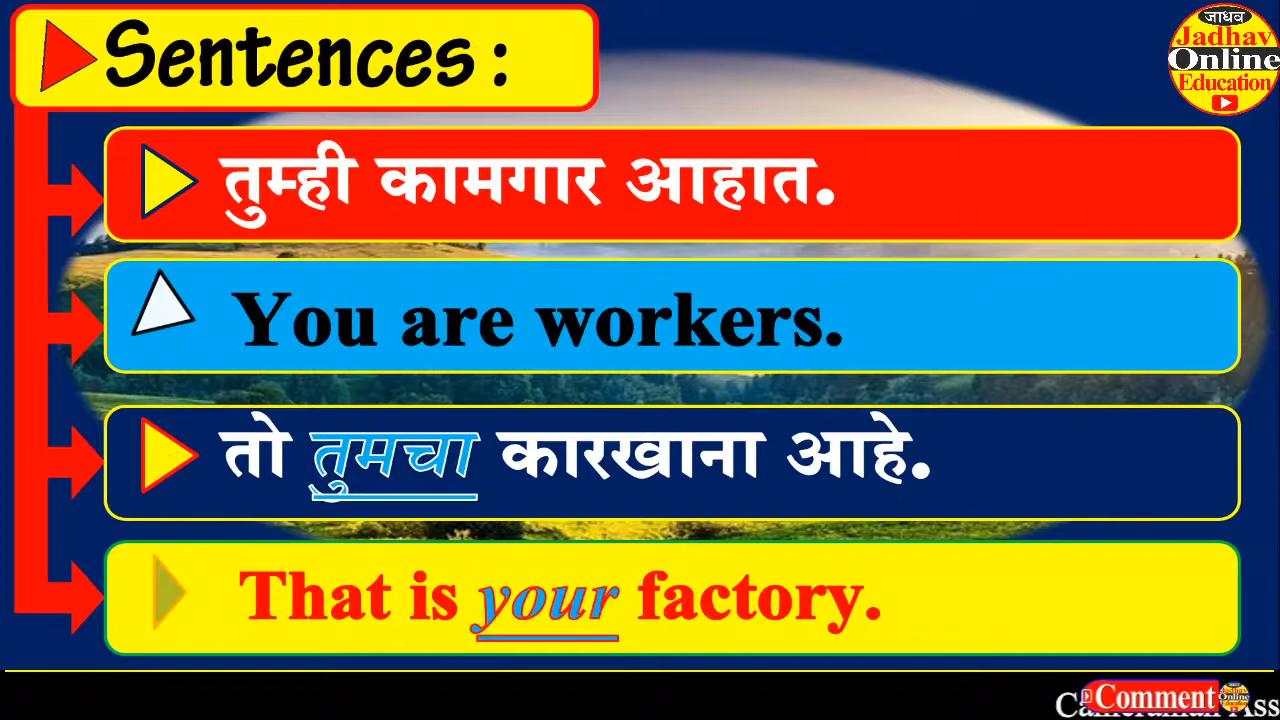 Sentences :
जाधव
Jadhav
Online
Education
तुम्ही कामगार आहात.
You are workers.
तो तुमचा कारखाना आहे.
That is your factory.
Comment